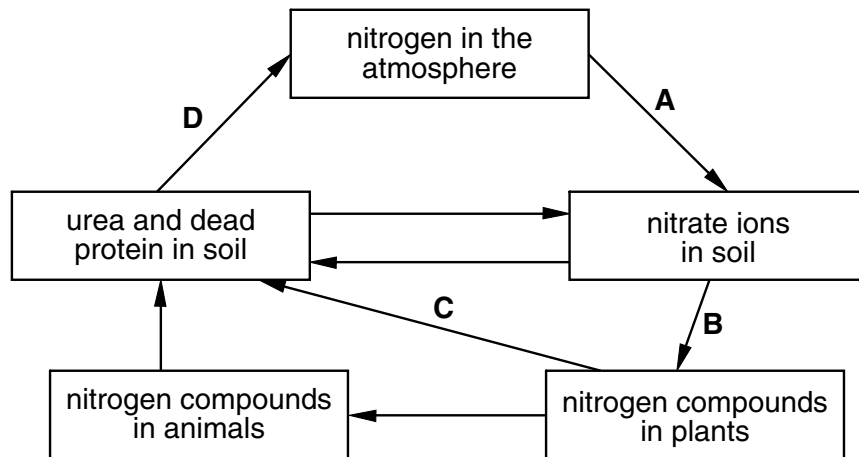 nitrogen in the
atmosphere
D
A
urea and dead
protein in soil
nitrate ions
in soil
C
B
nitrogen compounds
in animals
nitrogen compounds
in plants